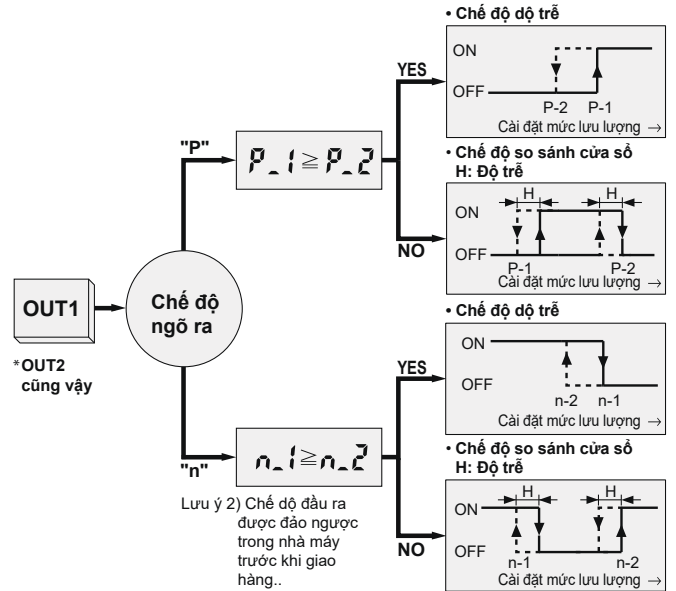 • Chế độ dộ trễ
ON
OFF
P-2 P-1
Cài đặt mức lưu lượng →
YES
"P"
P_1 ≧ P_2
NO
• Chế độ so sánh cửa sổ
H: Độ trễ
H H
ON
OFF
P-1 P-2
Cài đặt mức lưu lượng →
OUT1
Chế độ
ngõ ra
*OUT2
cũng vậy
• Chế độ dộ trễ
ON
OFF
n-2 n-1
Cài đặt mức lưu lượng →
YES
"n"
n_1 ≧ n_2
NO
Lưu ý 2) Chế dộ đầu ra
được đảo ngược
trong nhà máy
trước khi giao
hàng..
• Chế độ so sánh cửa sổ
H: Độ trễ
H H
ON
OFF
n-1 n-2
Cài đặt mức lưu lượng →